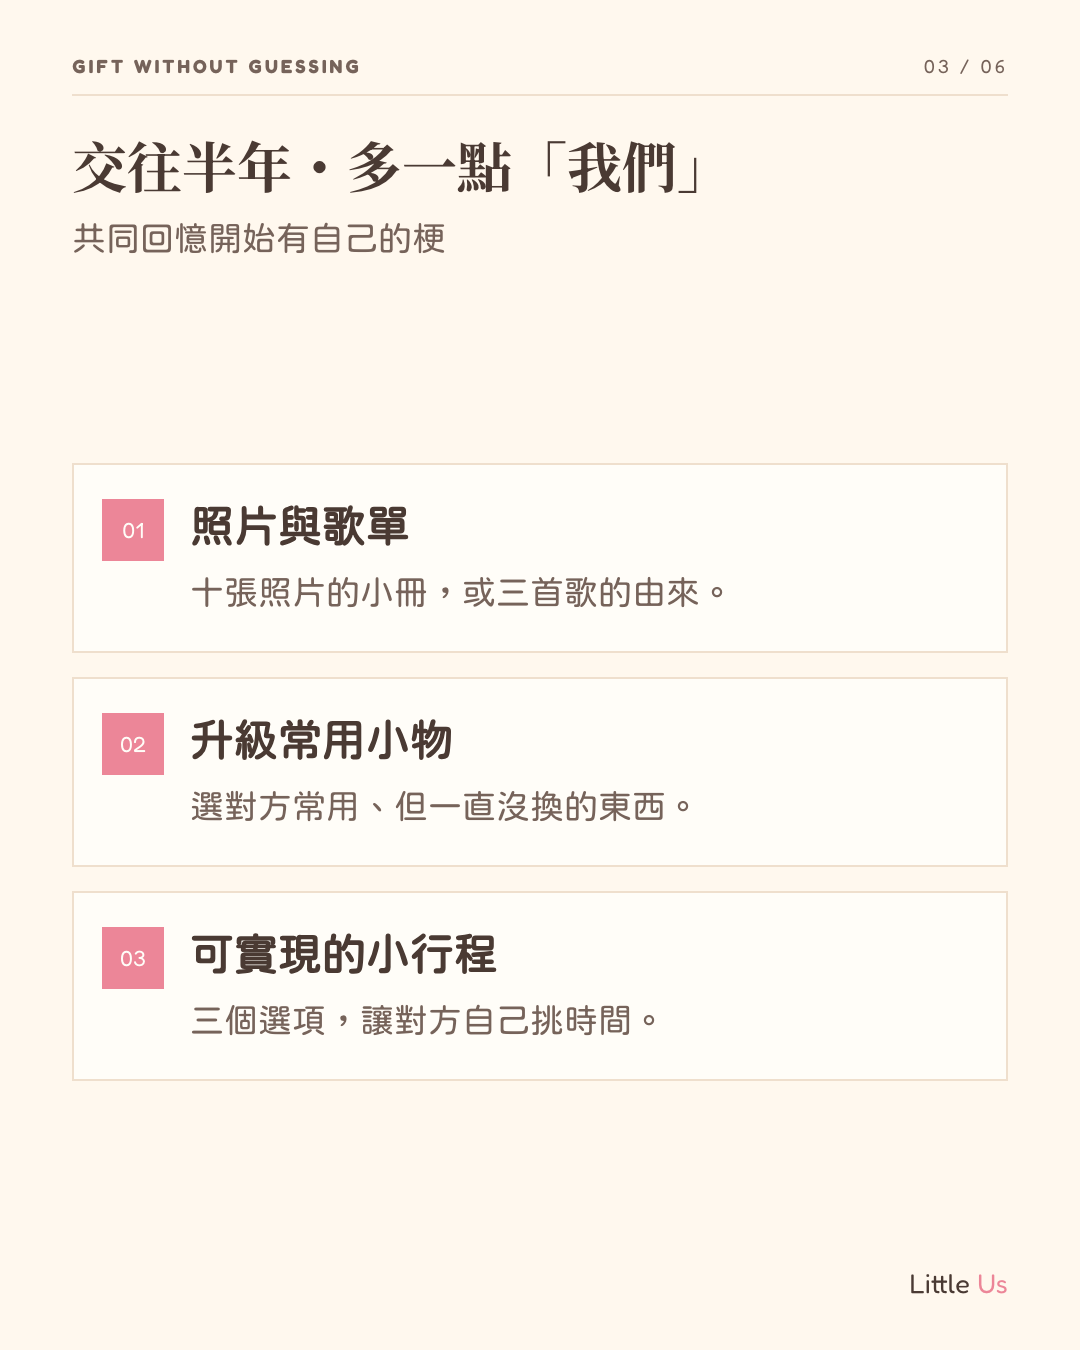 GIFT WITHOUT GUESSING
03 / 06
交往半年・多一點「我們」
共同回憶開始有自己的梗
01
照片與歌單
十張照片的小冊，或三首歌的由來。
02
升級常用小物
選對方常用、但一直沒換的東西。
03
可實現的小行程
三個選項，讓對方自己挑時間。
Little Us